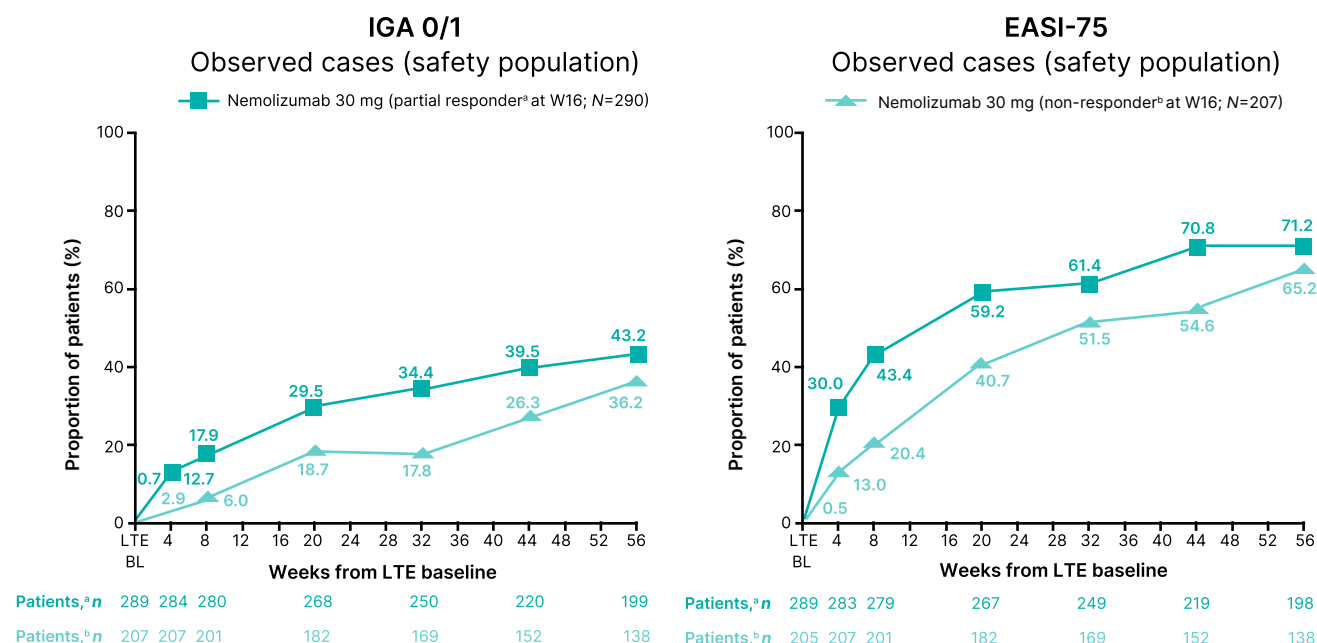 IGA 0/1
Observed cases (safety population)
Nemolizumab 30 mg (partial responderᵃ at W16; N=290)
100
80
60
40
20
0
Proportion of patients (%)
0.7
12.7
17.9
29.5
34.4
39.5
43.2
2.9
6.0
18.7
17.8
26.3
36.2
LTE BL 4 8 12 16 20 24 28 32 36 40 44 48 52 56
Weeks from LTE baseline
Patients,ᵃ n 289 284 280 268 250 220 199
Patients,ᵇ n 207 207 201 182 169 152 138
EASI-75
Observed cases (safety population)
Nemolizumab 30 mg (non-responderᵇ at W16; N=207)
100
80
60
40
20
0
Proportion of patients (%)
30.0
43.4
59.2
61.4
70.8
71.2
0.5
13.0
20.4
40.7
51.5
54.6
65.2
LTE BL 4 8 12 16 20 24 28 32 36 40 44 48 52 56
Weeks from LTE baseline
Patients,ᵃ n 289 283 279 267 249 219 198
Patients,ᵇ n 205 207 201 182 169 152 138